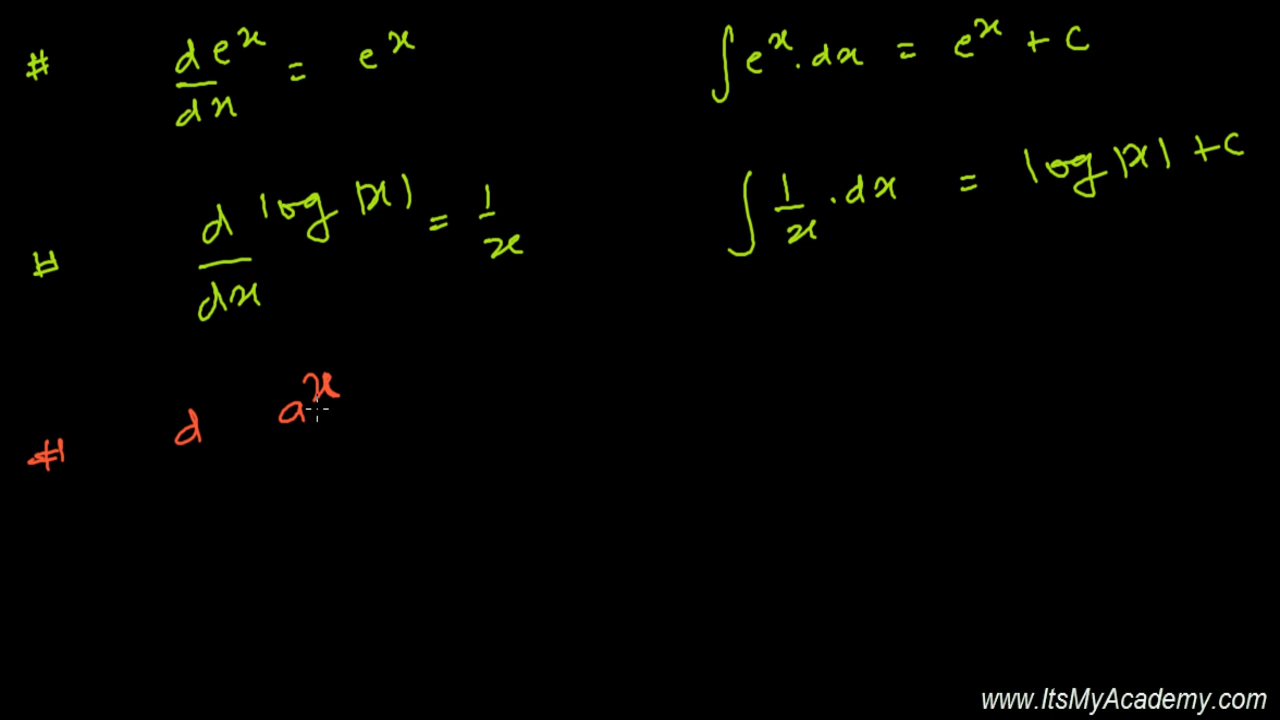 # d e^x / dx = e^x ∫ e^x . dx = e^x + c
# d log |x| / dx = 1/x ∫ 1/x . dx = log |x| + c
# d a^x
www.ItsMyAcademy.com